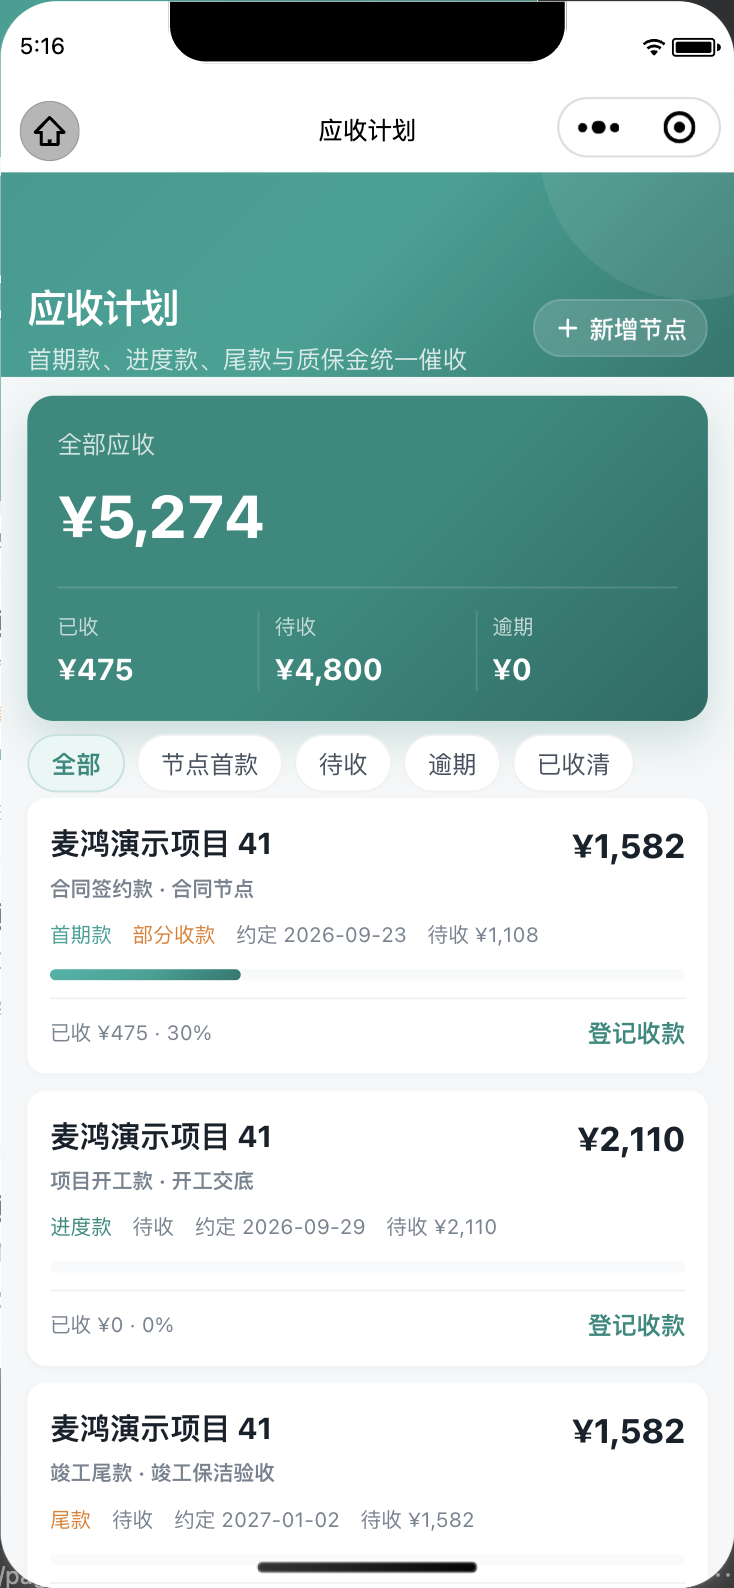 5:16
应收计划
应收计划
+ 新增节点
首期款、进度款、尾款与质保金统一催收
全部应收
¥5,274
已收 待收 逾期
¥475 ¥4,800 ¥0
全部 节点首款 待收 逾期 已收清
麦鸿演示项目 41 ¥1,582
合同签约款 · 合同节点
首期款 部分收款 约定 2026-09-23 待收 ¥1,108
已收 ¥475 · 30% 登记收款
麦鸿演示项目 41 ¥2,110
项目开工款 · 开工交底
进度款 待收 约定 2026-09-29 待收 ¥2,110
已收 ¥0 · 0% 登记收款
麦鸿演示项目 41 ¥1,582
竣工尾款 · 竣工保洁验收
尾款 待收 约定 2027-01-02 待收 ¥1,582